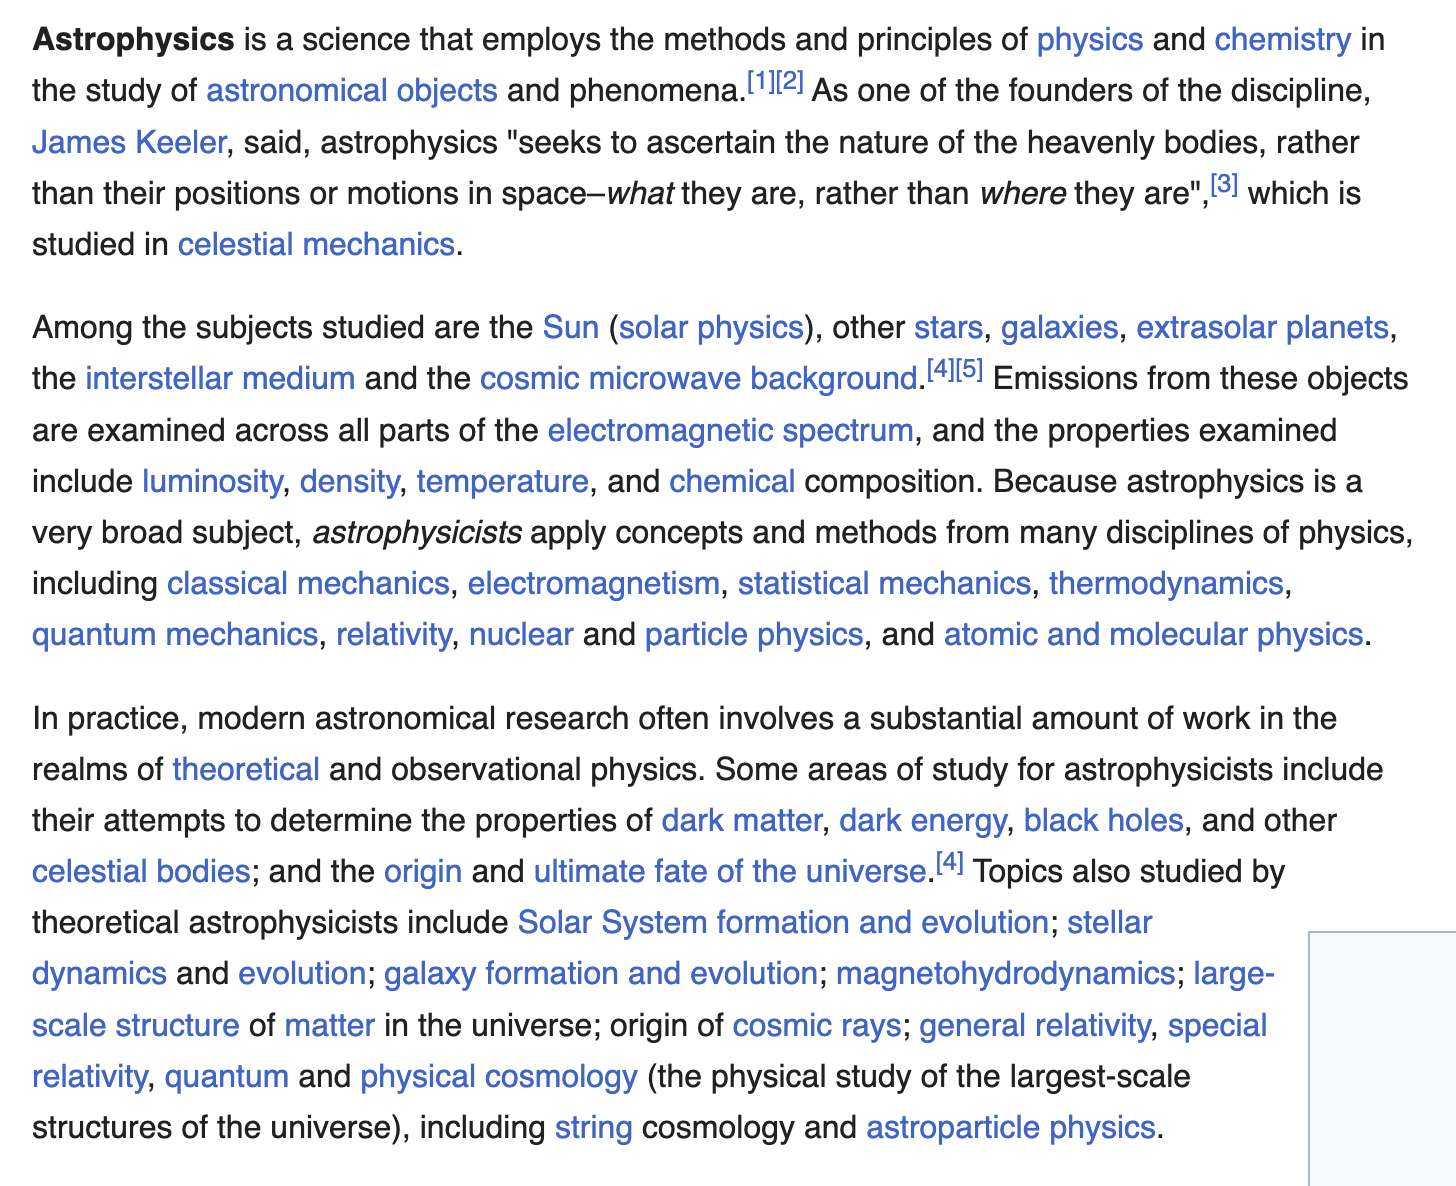 Astrophysics is a science that employs the methods and principles of physics and chemistry in
the study of astronomical objects and phenomena.[1][2] As one of the founders of the discipline,
James Keeler, said, astrophysics "seeks to ascertain the nature of the heavenly bodies, rather
than their positions or motions in space–what they are, rather than where they are",[3] which is
studied in celestial mechanics.
Among the subjects studied are the Sun (solar physics), other stars, galaxies, extrasolar planets,
the interstellar medium and the cosmic microwave background.[4][5] Emissions from these objects
are examined across all parts of the electromagnetic spectrum, and the properties examined
include luminosity, density, temperature, and chemical composition. Because astrophysics is a
very broad subject, astrophysicists apply concepts and methods from many disciplines of physics,
including classical mechanics, electromagnetism, statistical mechanics, thermodynamics,
quantum mechanics, relativity, nuclear and particle physics, and atomic and molecular physics.
In practice, modern astronomical research often involves a substantial amount of work in the
realms of theoretical and observational physics. Some areas of study for astrophysicists include
their attempts to determine the properties of dark matter, dark energy, black holes, and other
celestial bodies; and the origin and ultimate fate of the universe.[4] Topics also studied by
theoretical astrophysicists include Solar System formation and evolution; stellar
dynamics and evolution; galaxy formation and evolution; magnetohydrodynamics; large-
scale structure of matter in the universe; origin of cosmic rays; general relativity, special
relativity, quantum and physical cosmology (the physical study of the largest-scale
structures of the universe), including string cosmology and astroparticle physics.